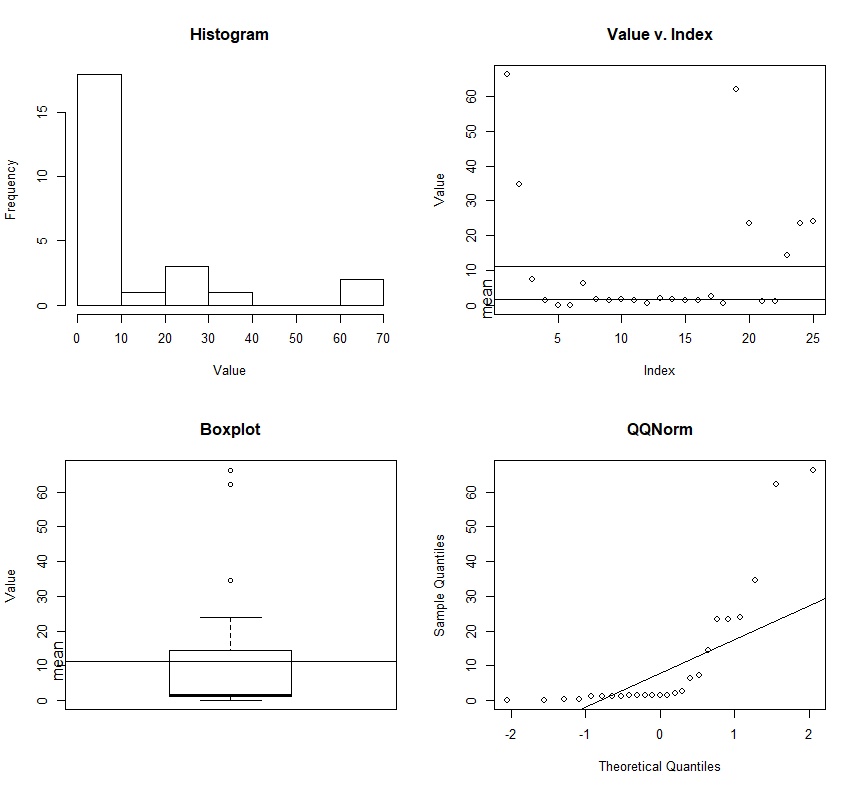 Histogram
Frequency
0 5 10 15
0 10 20 30 40 50 60 70
Value
Value v. Index
Value
0 10 20 30 40 50 60
mean
5 10 15 20 25
Index
Boxplot
Value
0 10 20 30 40 50 60
mean
QQNorm
Sample Quantiles
0 10 20 30 40 50 60
-2 -1 0 1 2
Theoretical Quantiles